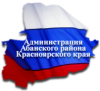 Администрация
Абанского района
Красноярского края